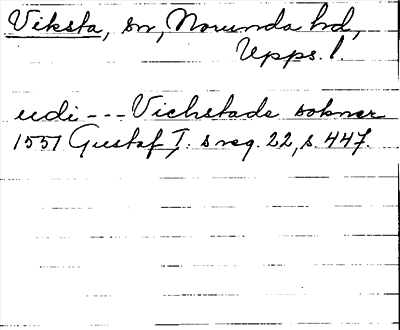 Viksta, sn, Norunda hd,
Upps. l.
udi --- Vichstade sokner
1551 Gustaf I. s reg. 22, s. 447.